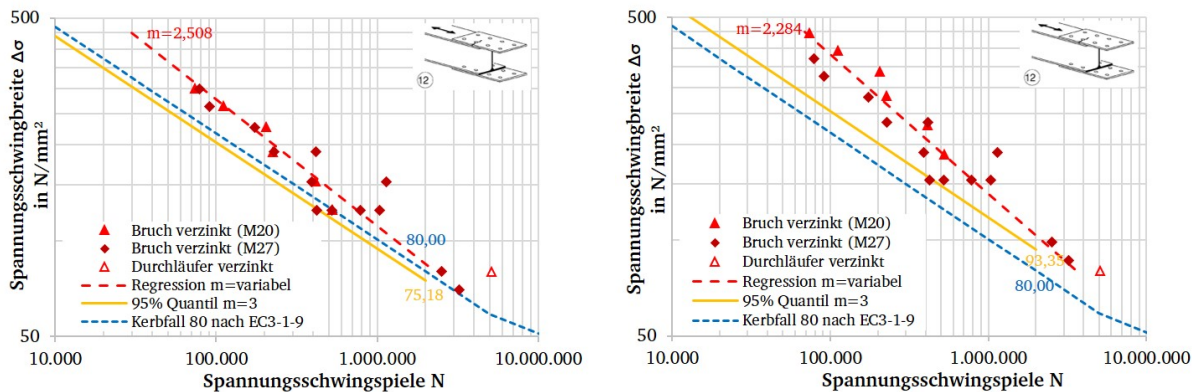 500
m=2,508
12
Spannungsschwingbreite Δσ
in N/mm²
Bruch verzinkt (M20)
Bruch verzinkt (M27)
Durchläufer verzinkt
Regression m=variabel
95% Quantil m=3
Kerbfall 80 nach EC3-1-9
80,00
75,18
50
10.000
100.000
1.000.000
10.000.000
Spannungsschwingspiele N
500
m=2,284
12
Spannungsschwingbreite Δσ
in N/mm²
Bruch verzinkt (M20)
Bruch verzinkt (M27)
Durchläufer verzinkt
Regression m=variabel
95% Quantil m=3
Kerbfall 80 nach EC3-1-9
93,33
80,00
50
10.000
100.000
1.000.000
10.000.000
Spannungsschwingspiele N